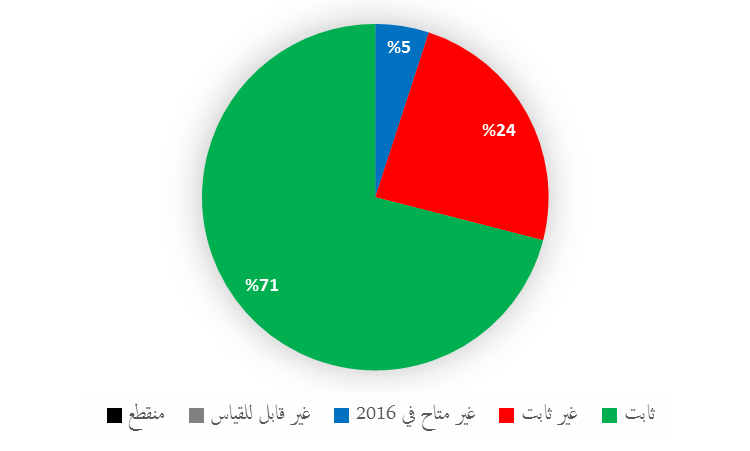 %5
%24
%71
ثابت غير ثابت غير متاح في 2016 غير قابل للقياس منقطع